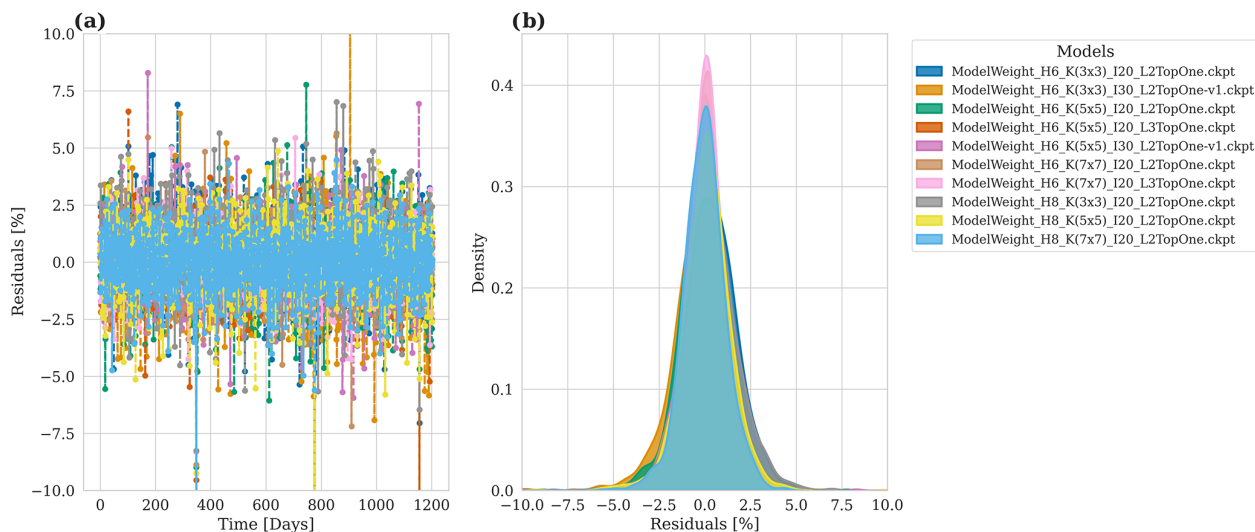 (a)
10.0
7.5
5.0
2.5
0.0
−2.5
−5.0
−7.5
−10.0
Residuals [%]
0 200 400 600 800 1000 1200
Time [Days]
(b)
0.4
0.3
0.2
0.1
0.0
Density
−10.0 −7.5 −5.0 −2.5 0.0 2.5 5.0 7.5 10.0
Residuals [%]
Models
ModelWeight_H6_K(3x3)_I20_L2TopOne.ckpt
ModelWeight_H6_K(3x3)_I30_L2TopOne-v1.ckpt
ModelWeight_H6_K(5x5)_I20_L2TopOne.ckpt
ModelWeight_H6_K(5x5)_I20_L3TopOne.ckpt
ModelWeight_H6_K(5x5)_I30_L2TopOne-v1.ckpt
ModelWeight_H6_K(7x7)_I20_L2TopOne.ckpt
ModelWeight_H6_K(7x7)_I20_L3TopOne.ckpt
ModelWeight_H8_K(3x3)_I20_L2TopOne.ckpt
ModelWeight_H8_K(5x5)_I20_L2TopOne.ckpt
ModelWeight_H8_K(7x7)_I20_L2TopOne.ckpt